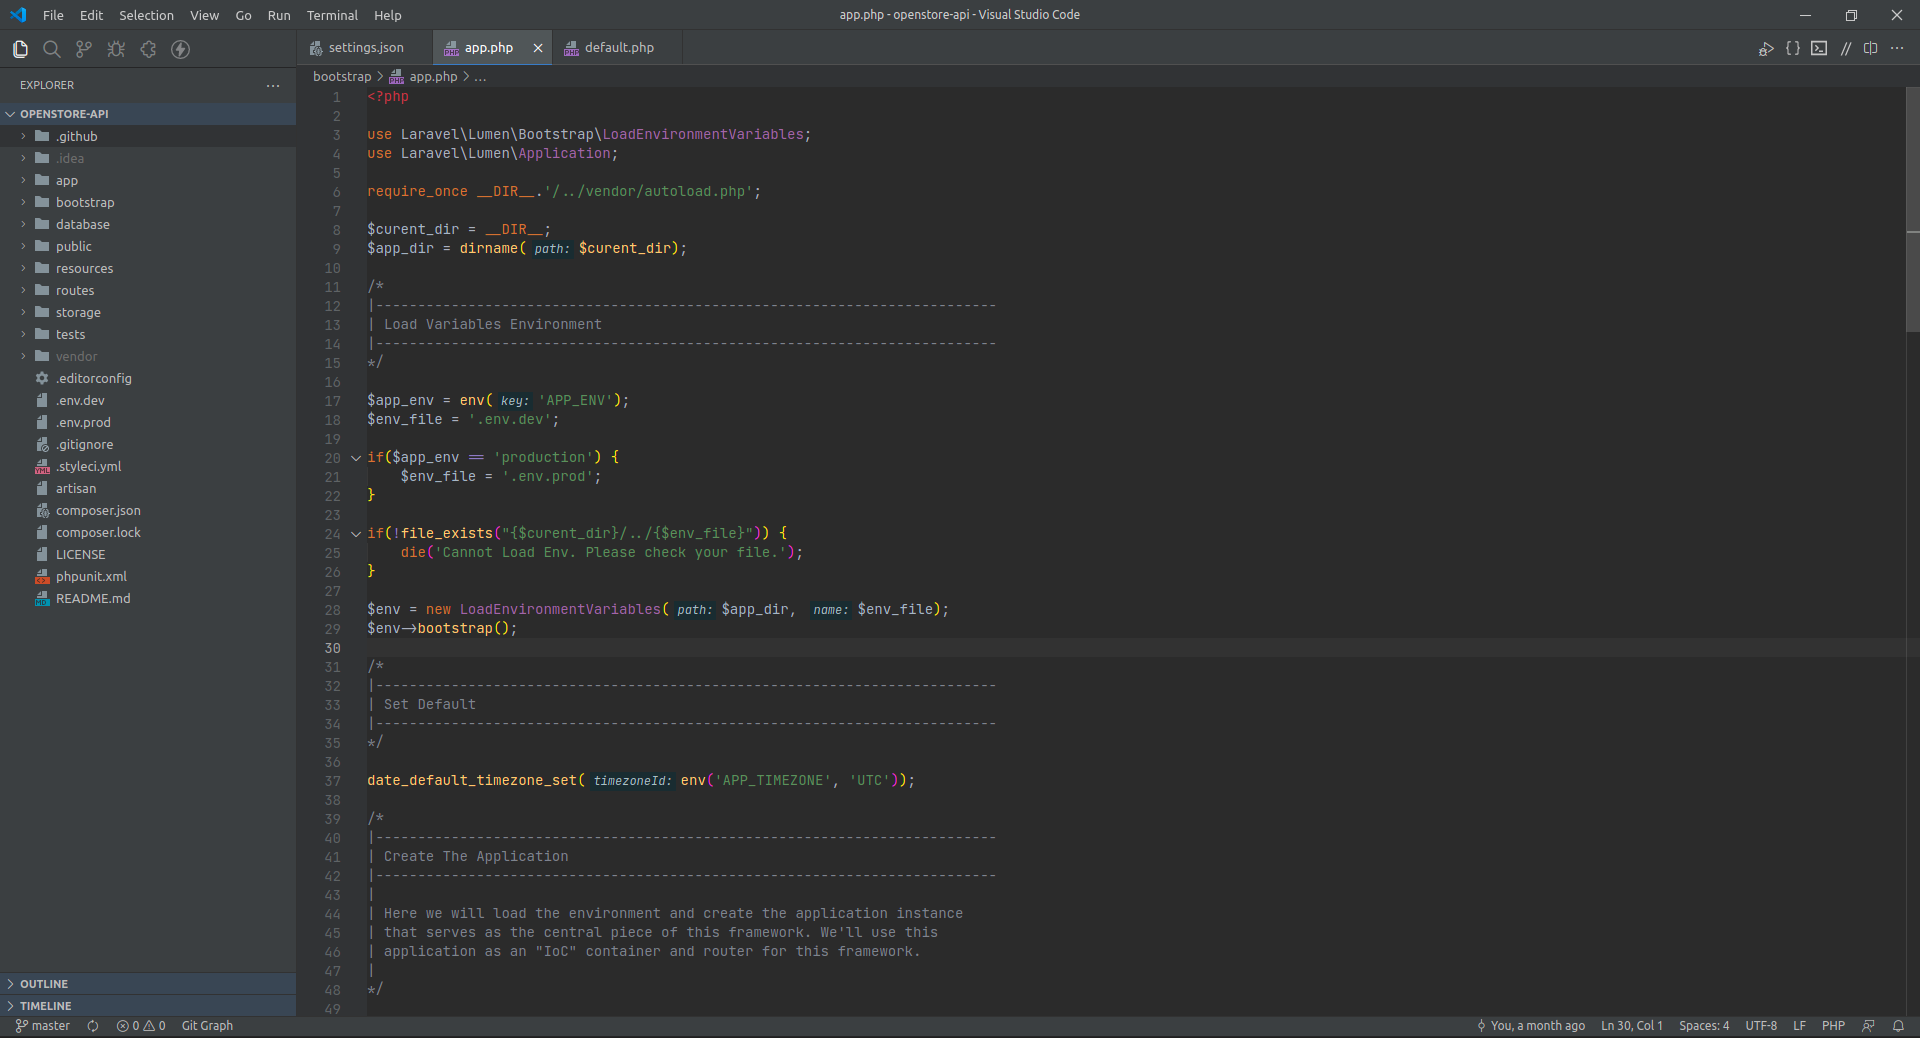 File Edit Selection View Go Run Terminal Help
app.php - openstore-api - Visual Studio Code
settings.json
app.php
default.php
EXPLORER
OPENSTORE-API
.github
.idea
app
bootstrap
database
public
resources
routes
storage
tests
vendor
.editorconfig
.env.dev
.env.prod
.gitignore
.styleci.yml
artisan
composer.json
composer.lock
LICENSE
phpunit.xml
README.md
OUTLINE
TIMELINE
bootstrap > app.php > ...
1 <?php
2
3 use Laravel\Lumen\Bootstrap\LoadEnvironmentVariables;
4 use Laravel\Lumen\Application;
5
6 require_once __DIR__.'/../vendor/autoload.php';
7
8 $curent_dir = __DIR__;
9 $app_dir = dirname( path: $curent_dir);
10
11 /*
12 |--------------------------------------------------------------------------
13 | Load Variables Environment
14 |--------------------------------------------------------------------------
15 */
16
17 $app_env = env( key: 'APP_ENV');
18 $env_file = '.env.dev';
19
20 if($app_env == 'production') {
21 $env_file = '.env.prod';
22 }
23
24 if(!file_exists("{$curent_dir}/../{$env_file}")) {
25 die('Cannot Load Env. Please check your file.');
26 }
27
28 $env = new LoadEnvironmentVariables( path: $app_dir, name: $env_file);
29 $env->bootstrap();
30
31 /*
32 |--------------------------------------------------------------------------
33 | Set Default
34 |--------------------------------------------------------------------------
35 */
36
37 date_default_timezone_set( timezoneId: env('APP_TIMEZONE', 'UTC'));
38
39 /*
40 |--------------------------------------------------------------------------
41 | Create The Application
42 |--------------------------------------------------------------------------
43 |
44 | Here we will load the environment and create the application instance
45 | that serves as the central piece of this framework. We'll use this
46 | application as an "IoC" container and router for this framework.
47 |
48 */
49
master 0 0 Git Graph
You, a month ago Ln 30, Col 1 Spaces: 4 UTF-8 LF PHP